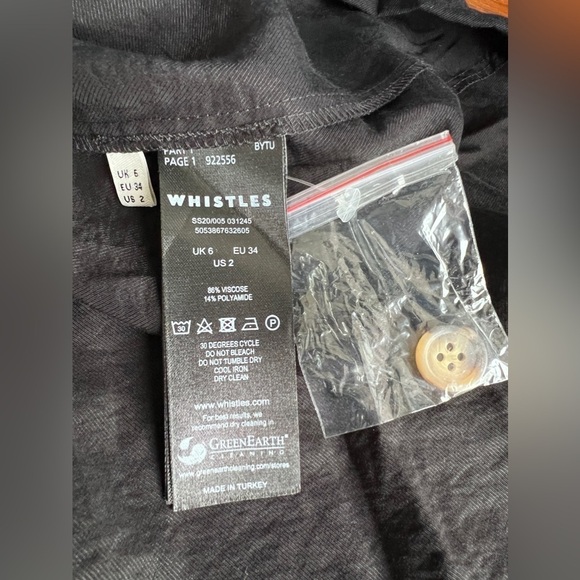 BYTU
PAGE 1 922556
UK 6
EU 34
US 2
WHISTLES
SS20/005 031245
5053867632605
UK 6 EU 34
US 2
86% VISCOSE
14% POLYAMIDE
30 P
30 DEGREES CYCLE
DO NOT BLEACH
DO NOT TUMBLE DRY
COOL IRON
DRY CLEAN
www.whistles.com
For best results, we
recommend dry cleaning in
GREENEARTH®
CLEANING
www.greenearthcleaning.com/stores
MADE IN TURKEY